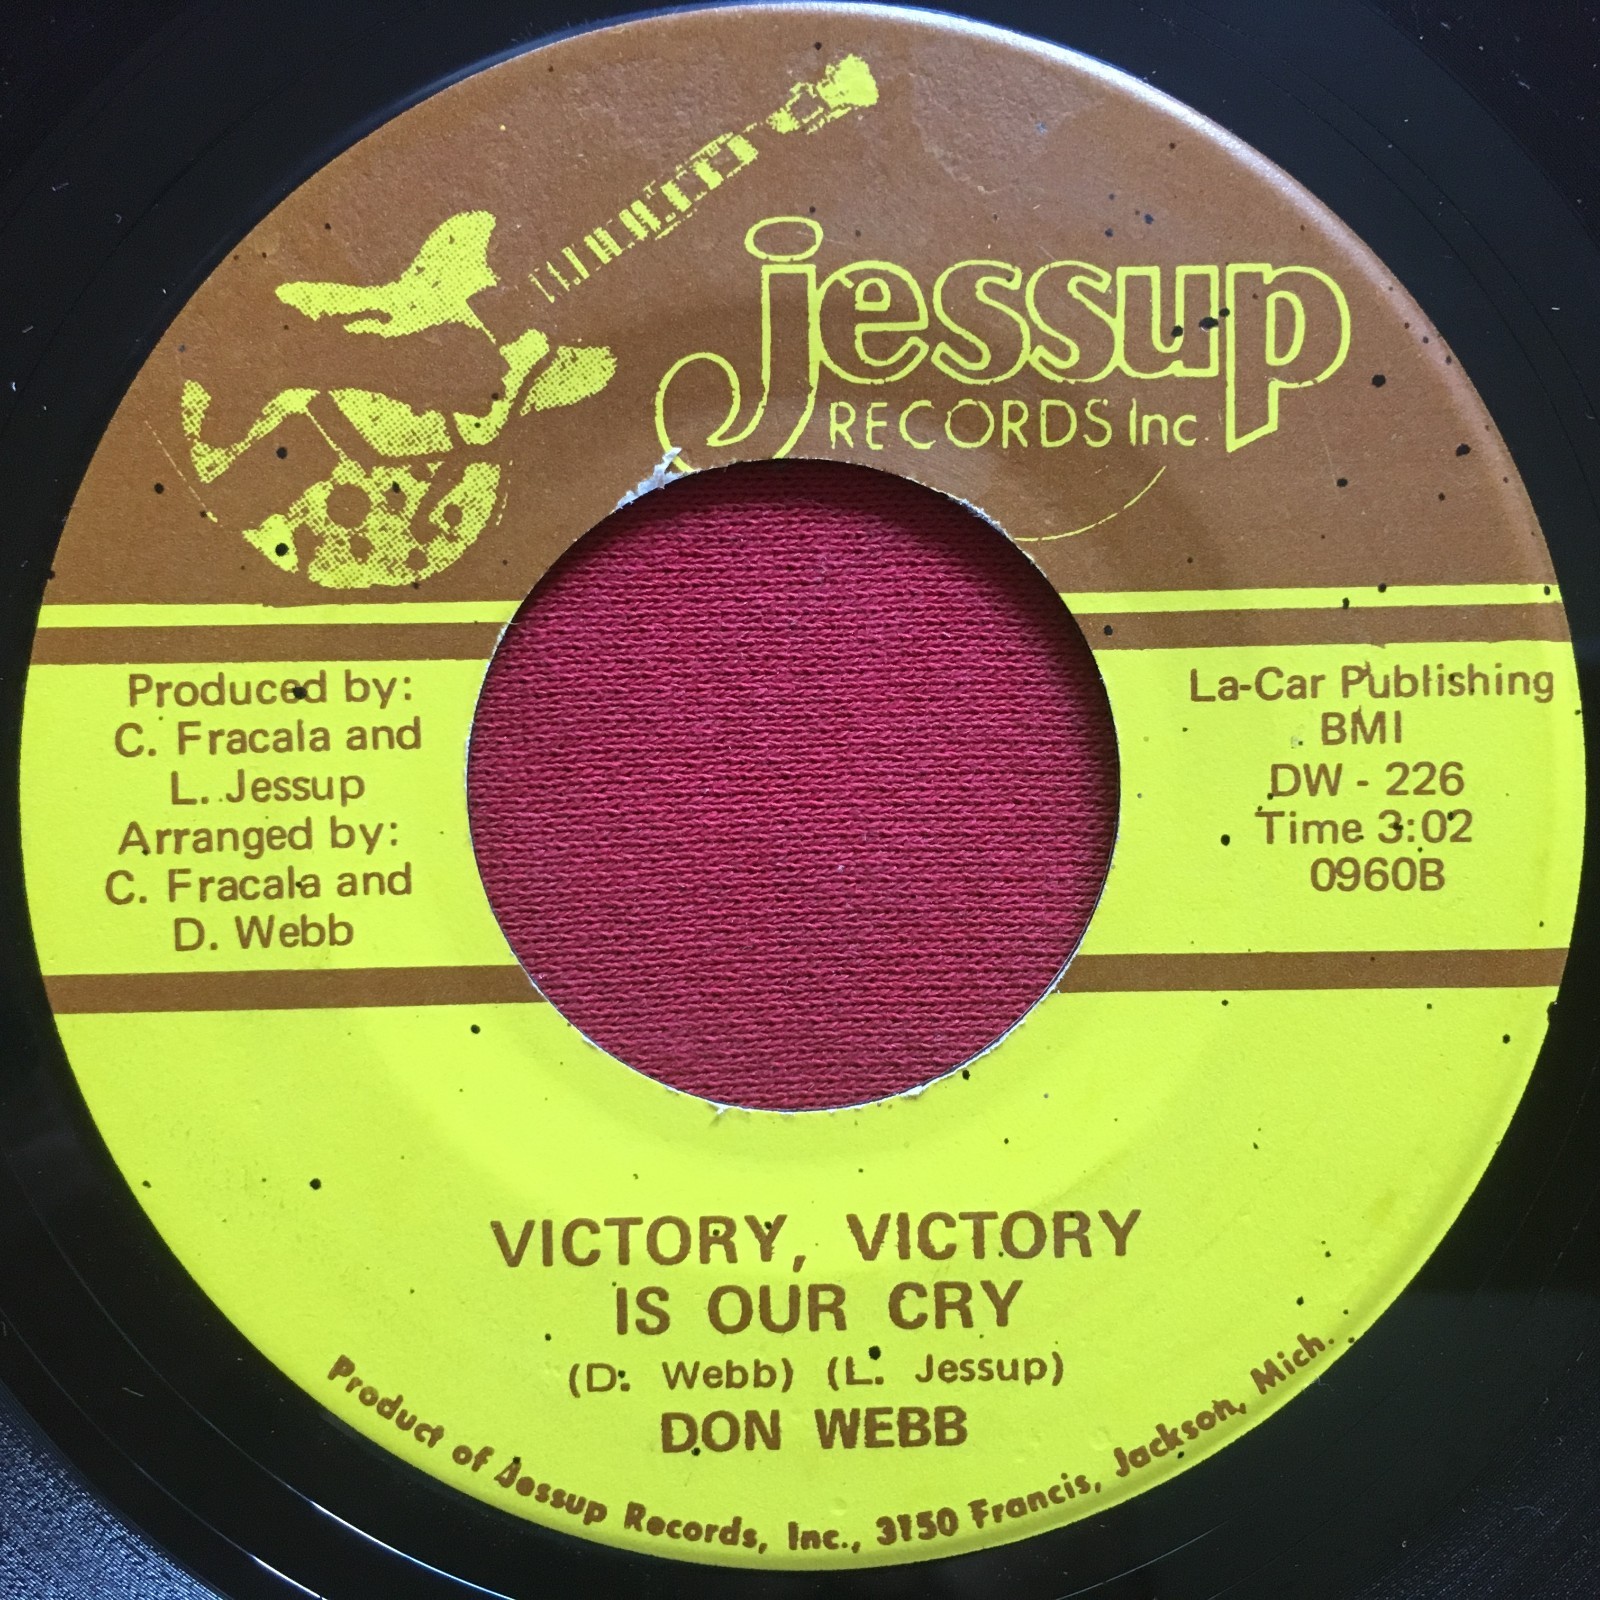 jessup
RECORDS Inc.
Produced by:
C. Fracala and
L. Jessup
Arranged by:
C. Fracala and
D. Webb
La-Car Publishing
BMI
DW - 226
Time 3:02
0960B
VICTORY, VICTORY
IS OUR CRY
(D. Webb) (L. Jessup)
DON WEBB
Product of Jessup Records, Inc., 3150 Francis, Jackson, Mich.